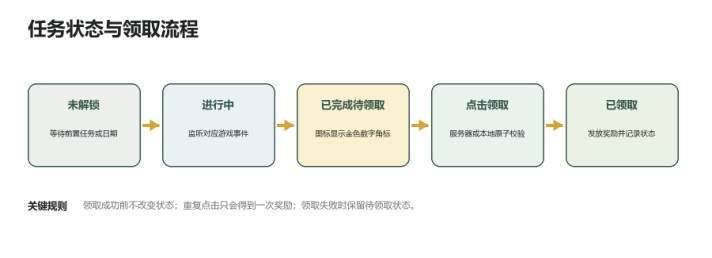 任务状态与领取流程
未解锁
等待前置任务或日期
进行中
监听对应游戏事件
已完成待领取
图标显示金色数字角标
点击领取
服务器或本地原子校验
已领取
发放奖励并记录状态
关键规则 领取成功前不改变状态；重复点击只会得到一次奖励；领取失败时保留待领取状态。